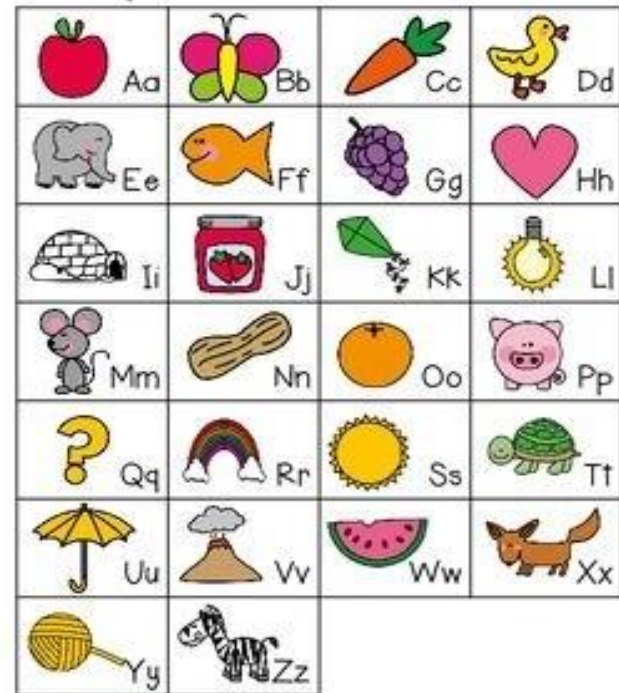 Aa Bb Cc Dd
Ee Ff Gg Hh
Ii Jj Kk Ll
Mm Nn Oo Pp
Qq Rr Ss Tt
Uu Vv Ww Xx
Yy Zz